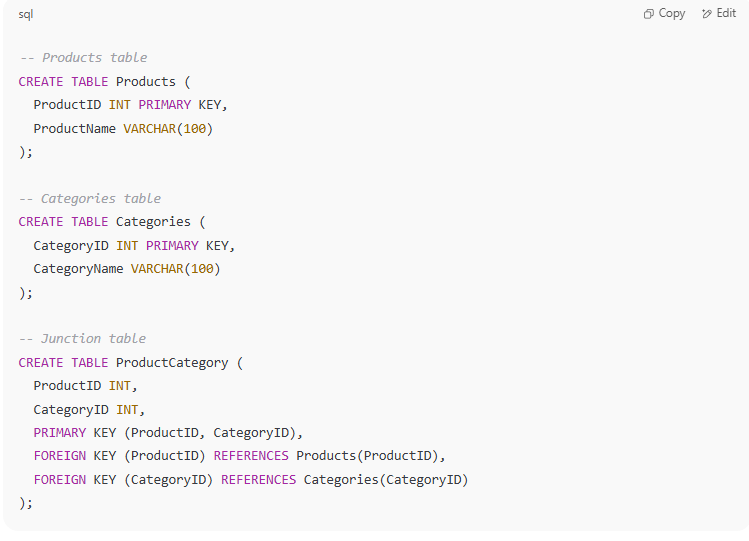 sql
Copy
Edit
-- Products table
CREATE TABLE Products (
ProductID INT PRIMARY KEY,
ProductName VARCHAR(100)
);
-- Categories table
CREATE TABLE Categories (
CategoryID INT PRIMARY KEY,
CategoryName VARCHAR(100)
);
-- Junction table
CREATE TABLE ProductCategory (
ProductID INT,
CategoryID INT,
PRIMARY KEY (ProductID, CategoryID),
FOREIGN KEY (ProductID) REFERENCES Products(ProductID),
FOREIGN KEY (CategoryID) REFERENCES Categories(CategoryID)
);